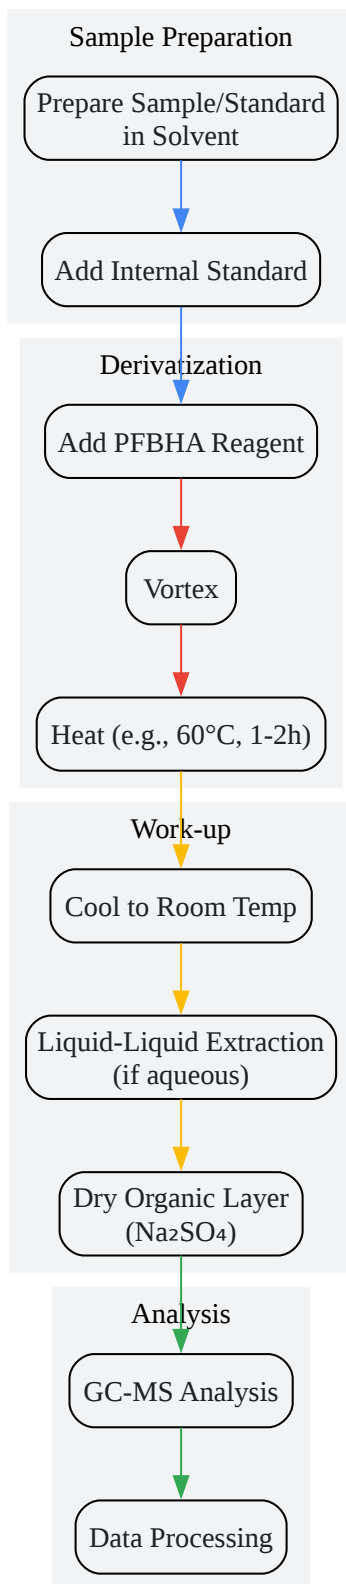 Sample Preparation
Prepare Sample/Standard
in Solvent
Add Internal Standard
Derivatization
Add PFBHA Reagent
Vortex
Heat (e.g., 60°C, 1-2h)
Work-up
Cool to Room Temp
Liquid-Liquid Extraction
(if aqueous)
Dry Organic Layer
(Na₂SO₄)
Analysis
GC-MS Analysis
Data Processing